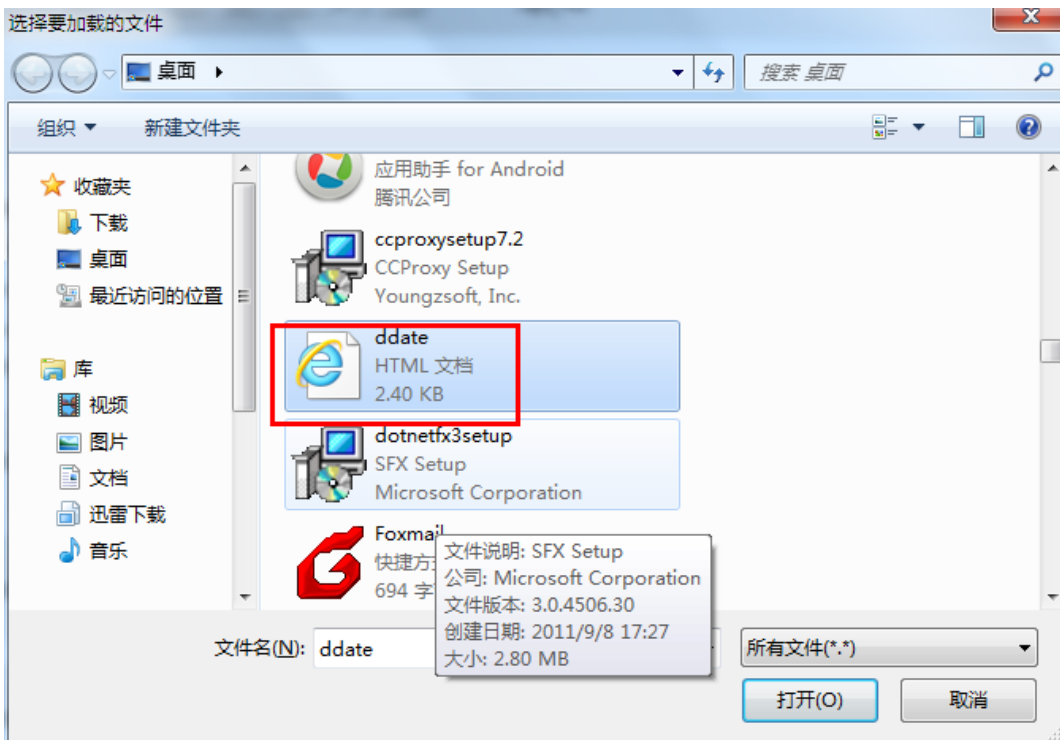 选择要加载的文件
桌面
搜索 桌面
组织
新建文件夹
收藏夹
下载
桌面
最近访问的位置
库
视频
图片
文档
迅雷下载
音乐
应用助手 for Android
腾讯公司
ccproxysetup7.2
CCProxy Setup
Youngzsoft, Inc.
ddate
HTML 文档
2.40 KB
dotnetfx3setup
SFX Setup
Microsoft Corporation
Foxmail
快捷方
694 字
文件说明: SFX Setup
公司: Microsoft Corporation
文件版本: 3.0.4506.30
创建日期: 2011/9/8 17:27
大小: 2.80 MB
文件名(N): ddate
所有文件(*.*)
打开(O)
取消